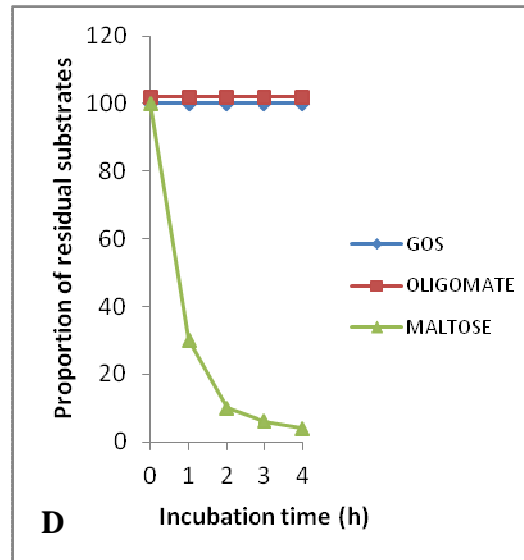 Proportion of residual substrates
120
100
80
60
40
20
0
0 1 2 3 4
Incubation time (h)
GOS
OLIGOMATE
MALTOSE
D